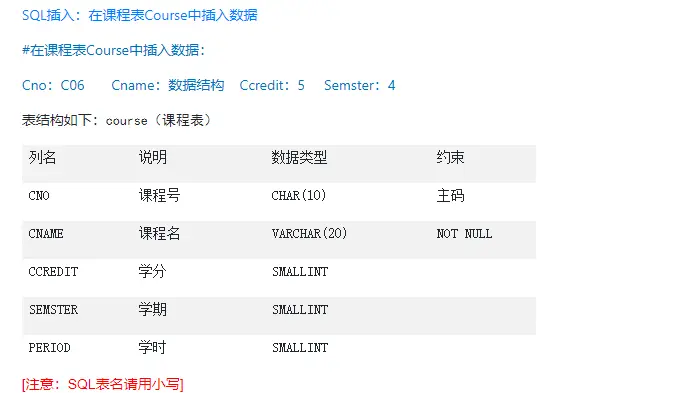 SQL插入：在课程表Course中插入数据
#在课程表Course中插入数据：
Cno：C06 Cname：数据结构 Ccredit：5 Semster：4
表结构如下：course（课程表）
列名 说明 数据类型 约束
CNO 课程号 CHAR(10) 主码
CNAME 课程名 VARCHAR(20) NOT NULL
CCREDIT 学分 SMALLINT
SEMSTER 学期 SMALLINT
PERIOD 学时 SMALLINT
[注意：SQL表名请用小写]